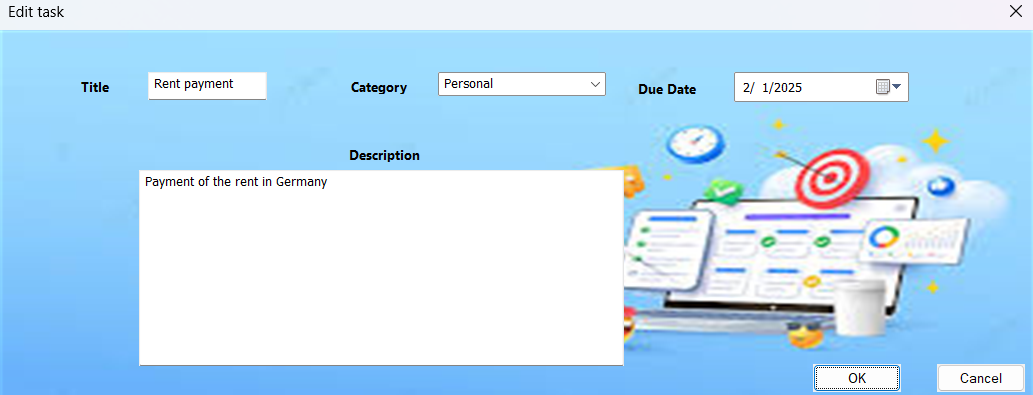 Edit task
Title
Rent payment
Category
Personal
Due Date
2/ 1/2025
Description
Payment of the rent in Germany
OK
Cancel